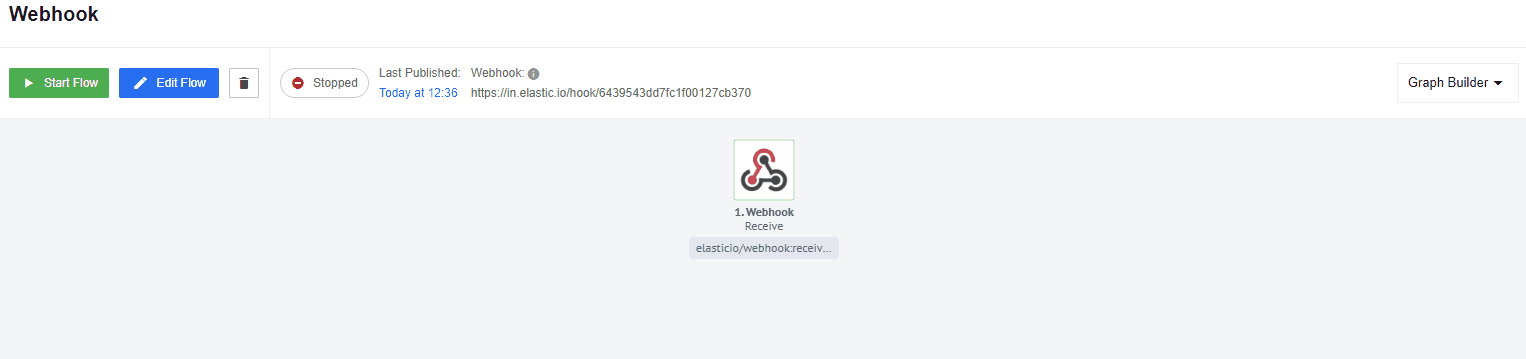 Webhook
Start Flow
Edit Flow
Stopped
Last Published:
Today at 12:36
Webhook:
https://in.elastic.io/hook/6439543dd7fc1f00127cb370
Graph Builder
1. Webhook
Receive
elasticio/webhook:receiv...